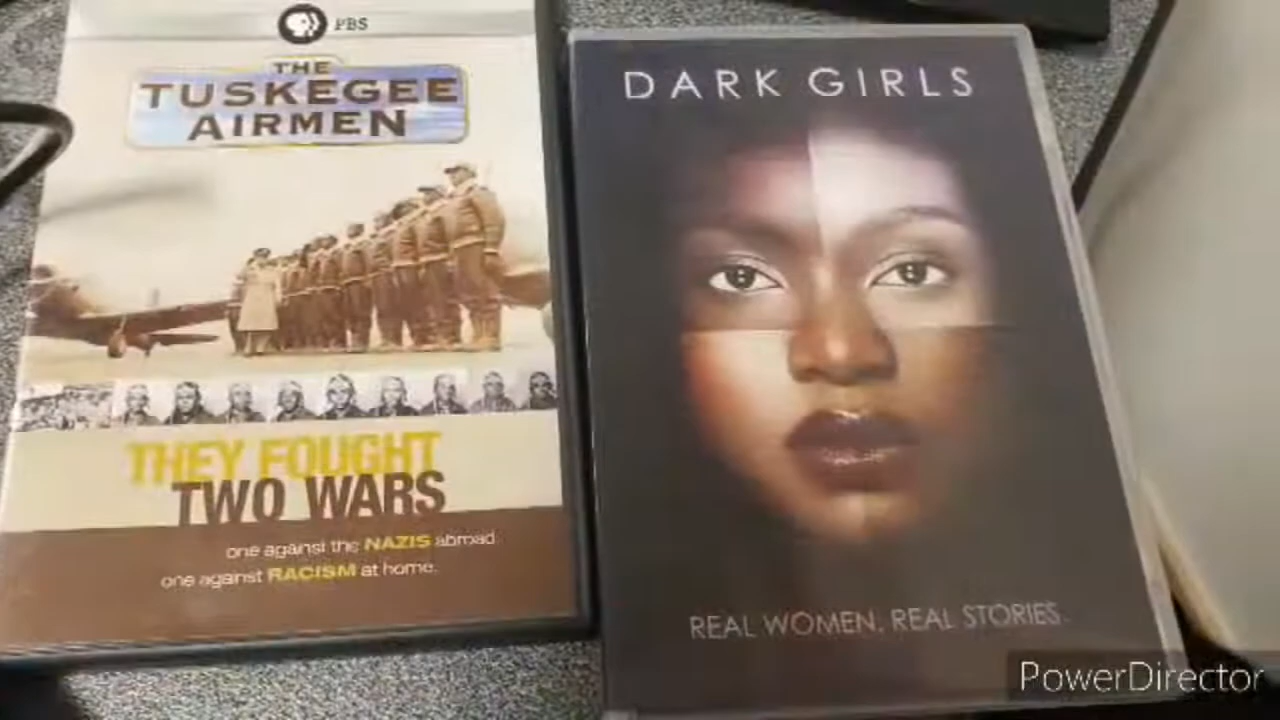 PBS
THE
TUSKEGEE
AIRMEN
THEY FOUGHT
TWO WARS
one against the NAZIS abroad
one against RACISM at home.
DARK GIRLS
REAL WOMEN. REAL STORIES.
PowerDirector